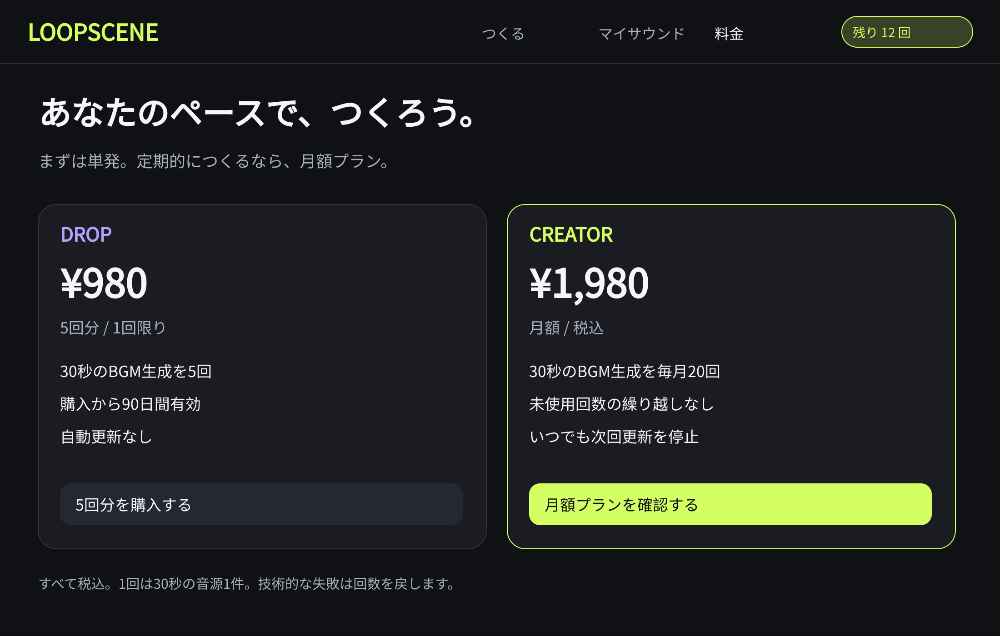 LOOPSCENE
つくる
マイサウンド
料金
残り 12 回
あなたのペースで、つくろう。
まずは単発。定期的につくるなら、月額プラン。
DROP
¥980
5回分 / 1回限り
30秒のBGM生成を5回
購入から90日間有効
自動更新なし
5回分を購入する
CREATOR
¥1,980
月額 / 税込
30秒のBGM生成を毎月20回
未使用回数の繰り越しなし
いつでも次回更新を停止
月額プランを確認する
すべて税込。1回は30秒の音源1件。技術的な失敗は回数を戻します。